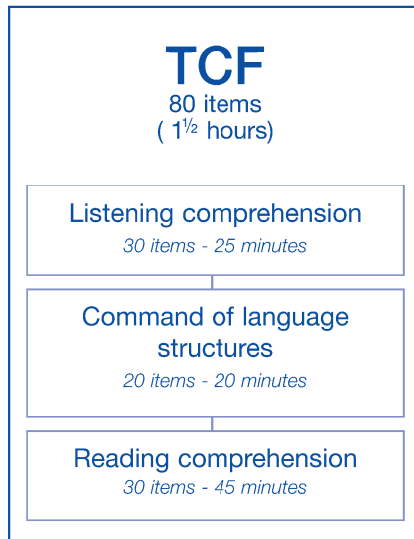 TCF
80 items
( 1½ hours)
Listening comprehension
30 items - 25 minutes
Command of language
structures
20 items - 20 minutes
Reading comprehension
30 items - 45 minutes